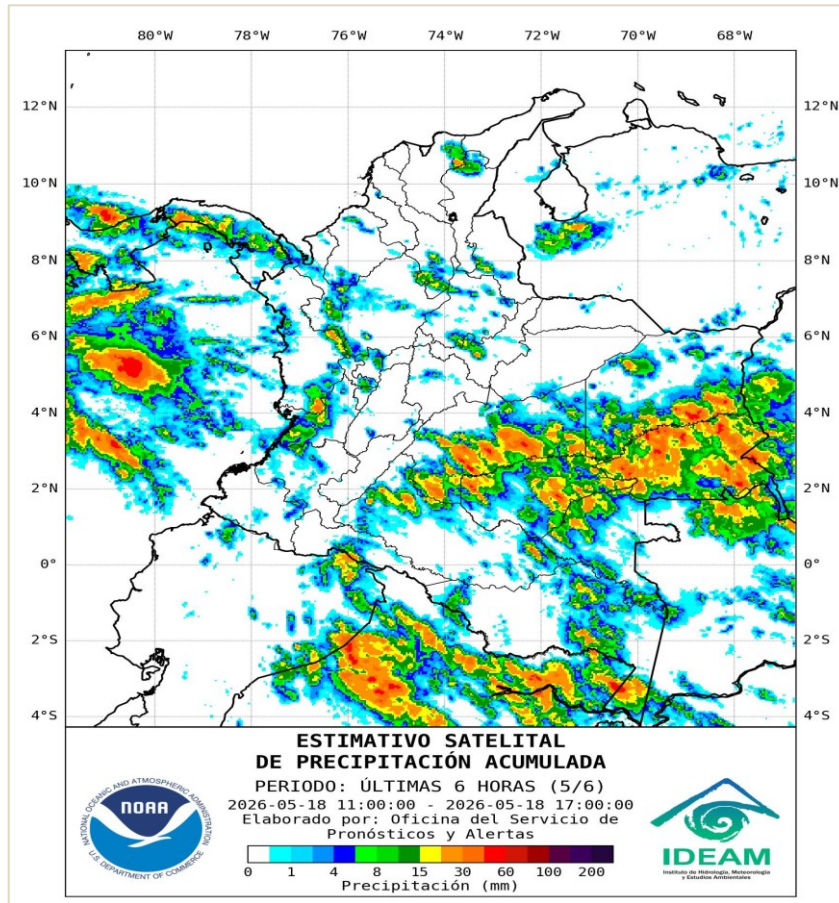 80°W 78°W 76°W 74°W 72°W 70°W 68°W
12°N 12°N
10°N 10°N
8°N 8°N
6°N 6°N
4°N 4°N
2°N 2°N
0° 0°
2°S 2°S
4°S 4°S
ESTIMATIVO SATELITAL
DE PRECIPITACIÓN ACUMULADA
PERIODO: ÚLTIMAS 6 HORAS (5/6)
2026-05-18 11:00:00 - 2026-05-18 17:00:00
Elaborado por: Oficina del Servicio de
Pronósticos y Alertas
0 1 4 8 15 30 60 100 200
Precipitación (mm)
NATIONAL OCEANIC AND ATMOSPHERIC ADMINISTRATION
NOAA
U.S. DEPARTMENT OF COMMERCE
IDEAM
Instituto de Hidrología, Meteorología
y Estudios Ambientales